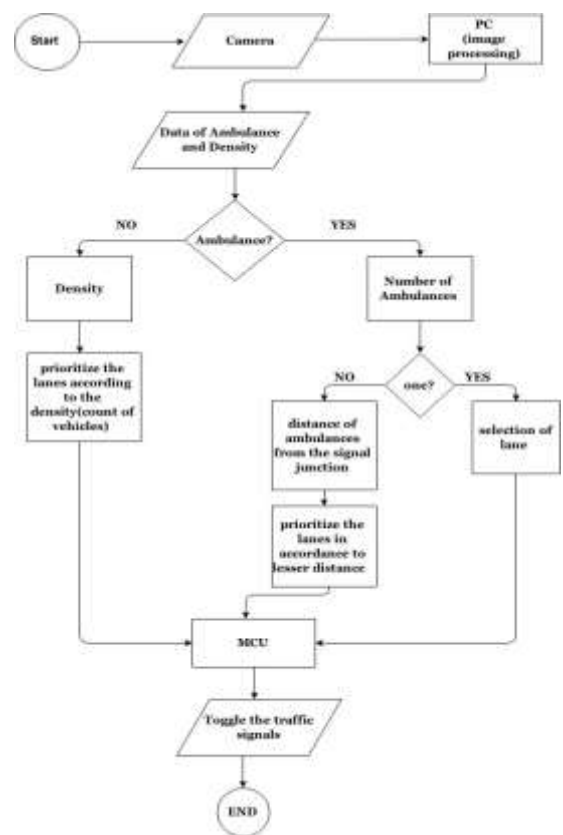 Start
Camera
PC
(image
processing)
Data of Ambulance
and Density
NO
Ambulance?
YES
Density
Number of
Ambulances
prioritize the
lanes according
to the
density(count of
vehicles)
NO
one?
YES
distance of
ambulances
from the signal
junction
selection of
lane
prioritize the
lanes in
accordance to
lesser distance
MCU
Toggle the traffic
signals
END